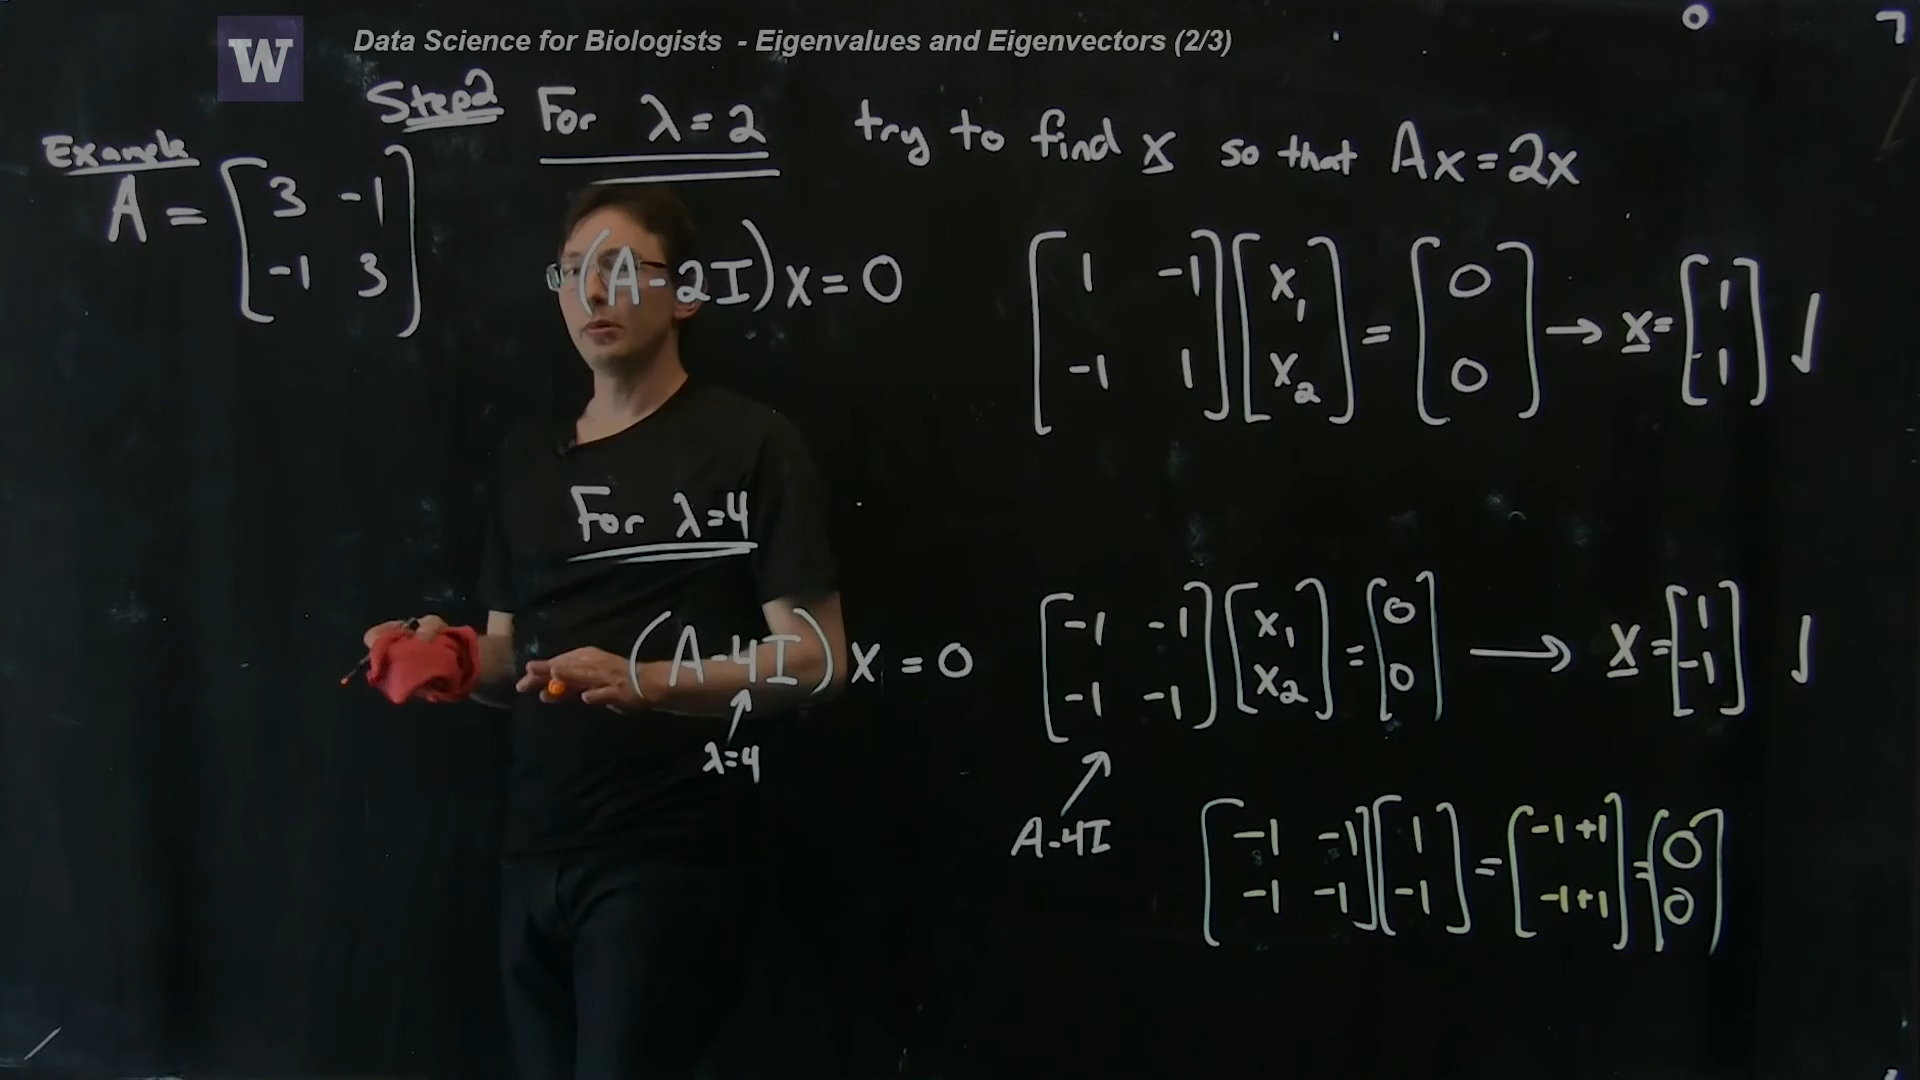 W
Data Science for Biologists - Eigenvalues and Eigenvectors (2/3)
Step 2 For λ=2 try to find x so that Ax=2x
Example
A = [3 -1
-1 3]
(A-2I)x=0
[1 -1
-1 1] [x₁
x₂] = [0
0] → x = [1
1] ✓
For λ=4
(A-4I)x=0
λ=4
[-1 -1
-1 -1] [x₁
x₂] = [0
0] → x = [1
-1] ✓
A-4I
[-1 -1
-1 -1] [1
-1] = [-1+1
-1+1] = [0
0]